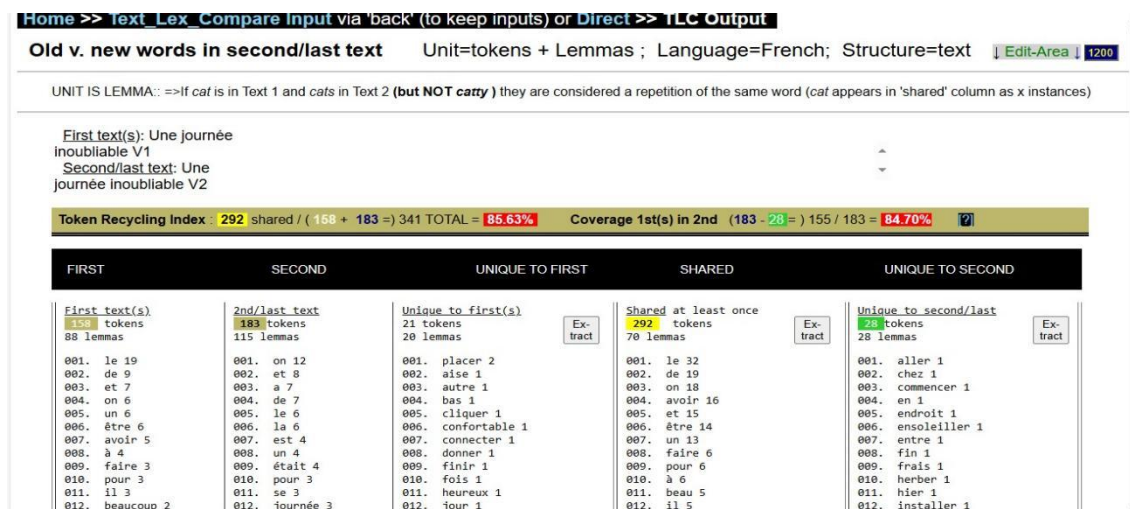 Home >> Text_Lex_Compare Input via 'back' (to keep inputs) or Direct >> TLC Output
Old v. new words in second/last text Unit=tokens + Lemmas ; Language=French; Structure=text ↓ Edit-Area ↓ 1200
UNIT IS LEMMA:: =>If cat is in Text 1 and cats in Text 2 (but NOT catty ) they are considered a repetition of the same word (cat appears in 'shared' column as x instances)
First text(s): Une journée
inoubliable V1
Second/last text: Une
journée inoubliable V2
Token Recycling Index : 292 shared / ( 158 + 183 =) 341 TOTAL = 85.63% Coverage 1st(s) in 2nd (183 - 28 = ) 155 / 183 = 84.70% [?]
FIRST SECOND UNIQUE TO FIRST SHARED UNIQUE TO SECOND
First text(s)
158 tokens
88 lemmas
001. le 19
002. de 9
003. et 7
004. on 6
005. un 6
006. être 6
007. avoir 5
008. à 4
009. faire 3
010. pour 3
011. il 3
012. beaucoup 2
2nd/last text
183 tokens
115 lemmas
001. on 12
002. et 8
003. a 7
004. de 7
005. le 6
006. la 6
007. est 4
008. un 4
009. était 4
010. pour 3
011. se 3
012. journée 3
Unique to first(s)
21 tokens
20 lemmas
Ex-
tract
001. placer 2
002. aise 1
003. autre 1
004. bas 1
005. cliquer 1
006. confortable 1
007. connecter 1
008. donner 1
009. finir 1
010. fois 1
011. heureux 1
012. jour 1
Shared at least once
292 tokens
70 lemmas
Ex-
tract
001. le 32
002. de 19
003. on 18
004. avoir 16
005. et 15
006. être 14
007. un 13
008. faire 6
009. pour 6
010. à 6
011. beau 5
012. il 5
Unique to second/last
28 tokens
28 lemmas
Ex-
tract
001. aller 1
002. chez 1
003. commencer 1
004. en 1
005. endroit 1
006. ensoleiller 1
007. entre 1
008. fin 1
009. frais 1
010. herber 1
011. hier 1
012. installer 1